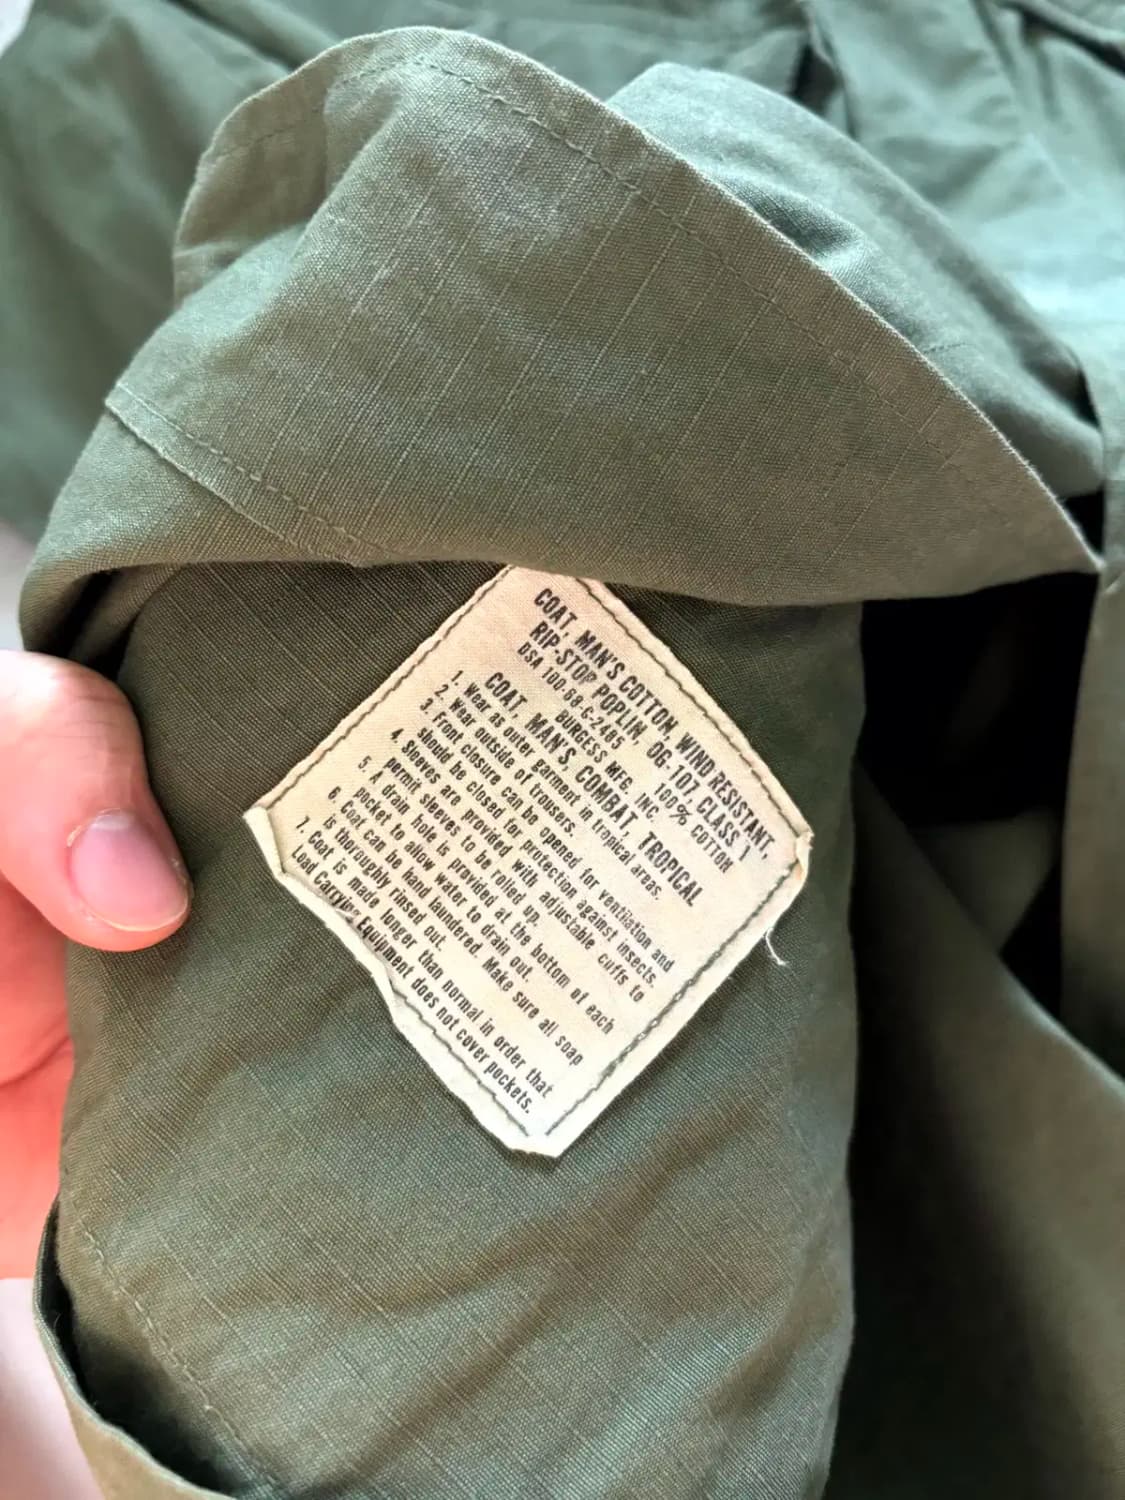 COAT, MAN'S COTTON, WIND RESISTANT,
RIP-STOP POPLIN, OG-107, CLASS 1
DSA 100-68-C-2485 100% COTTON
BURGESS MFG. INC.
COAT, MAN'S, COMBAT, TROPICAL
1. Wear as outer garment in tropical areas.
2. Wear outside of trousers.
3. Front closure can be opened for ventilation and
should be closed for protection against insects.
4. Sleeves are provided with adjustable cuffs to
permit sleeves to be rolled up.
5. A drain hole is provided at the bottom of each
pocket to allow water to drain out.
6. Coat can be hand laundered. Make sure all soap
is thoroughly rinsed out.
7. Coat is made longer than normal in order that
Load Carrying Equipment does not cover pockets.